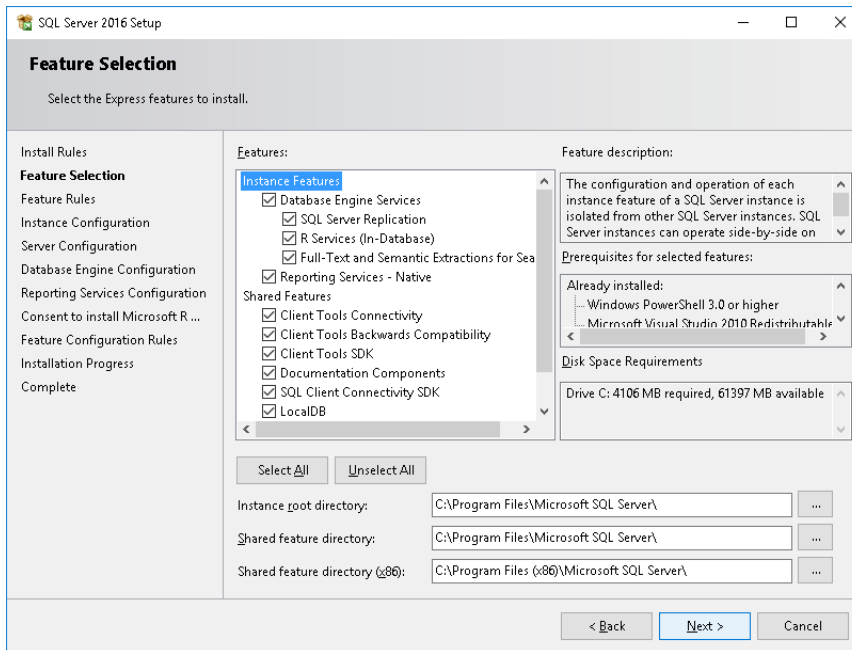 SQL Server 2016 Setup
Feature Selection
Select the Express features to install.
Install Rules
Feature Selection
Feature Rules
Instance Configuration
Server Configuration
Database Engine Configuration
Reporting Services Configuration
Consent to install Microsoft R ...
Feature Configuration Rules
Installation Progress
Complete
Features:
Instance Features
Database Engine Services
SQL Server Replication
R Services (In-Database)
Full-Text and Semantic Extractions for Sea
Reporting Services - Native
Shared Features
Client Tools Connectivity
Client Tools Backwards Compatibility
Client Tools SDK
Documentation Components
SQL Client Connectivity SDK
LocalDB
Feature description:
The configuration and operation of each
instance feature of a SQL Server instance is
isolated from other SQL Server instances. SQL
Server instances can operate side-by-side on
Prerequisites for selected features:
Already installed:
Windows PowerShell 3.0 or higher
Microsoft Visual Studio 2010 Redistributable
Disk Space Requirements
Drive C: 4106 MB required, 61397 MB available
Select All
Unselect All
Instance root directory:
C:\Program Files\Microsoft SQL Server\
...
Shared feature directory:
C:\Program Files\Microsoft SQL Server\
...
Shared feature directory (x86):
C:\Program Files (x86)\Microsoft SQL Server\
...
< Back
Next >
Cancel